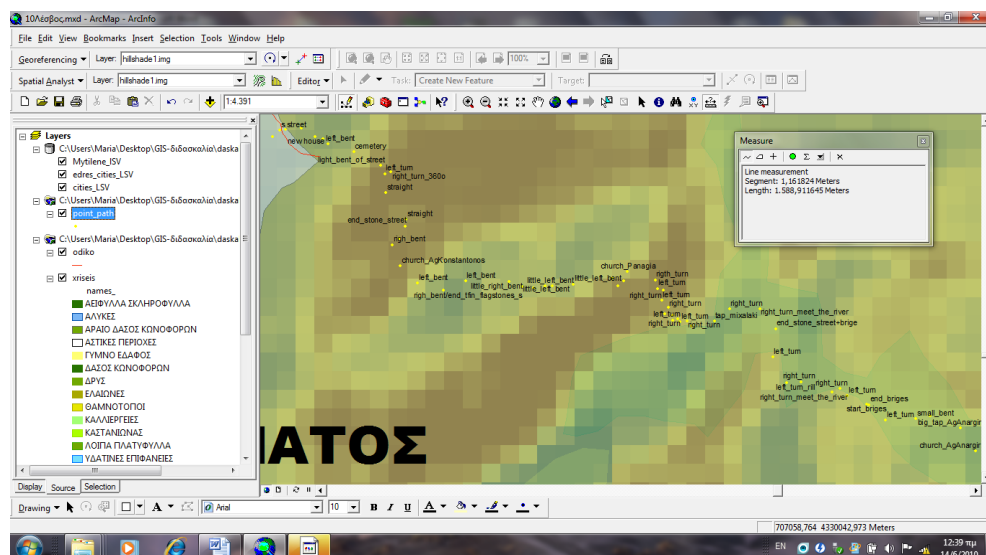 10Λέσβος.mxd - ArcMap - ArcInfo
File Edit View Bookmarks Insert Selection Tools Window Help
Georeferencing Layer: hillshade1.img 100%
Spatial Analyst Layer: hillshade1.img Editor Task: Create New Feature Target:
1:4.391
Layers
C:\Users\Maria\Desktop\GIS-διδασκαλία\daska
Mytilene_ISV
edres_cities_LSV
cities_LSV
C:\Users\Maria\Desktop\GIS-διδασκαλία\daska
point_path
C:\Users\Maria\Desktop\GIS-διδασκαλία\daska
odiko
xriseis
names_
ΑΕΙΦΥΛΛΑ ΣΚΛΗΡΟΦΥΛΛΑ
ΑΛΥΚΕΣ
ΑΡΑΙΟ ΔΑΣΟΣ ΚΩΝΟΦΟΡΩΝ
ΑΣΤΙΚΕΣ ΠΕΡΙΟΧΕΣ
ΓΥΜΝΟ ΕΔΑΦΟΣ
ΔΑΣΟΣ ΚΩΝΟΦΟΡΩΝ
ΔΡΥΣ
ΕΛΑΙΩΝΕΣ
ΘΑΜΝΟΤΟΠΟΙ
ΚΑΛΛΙΕΡΓΕΙΕΣ
ΚΑΣΤΑΝΙΩΝΑΣ
ΛΟΙΠΑ ΠΛΑΤΥΦΥΛΛΑ
ΥΔΑΤΙΝΕΣ ΕΠΙΦΑΝΕΙΕΣ
Display Source Selection
s street
new house left_bent
cemetery
light_bent_of_street
left_turn
right_turn_360o
straight
straight
end_stone_street
righ_bent
church_AgKonstantonos
left_bent
left_bent
little_right_bent
righ_bent/end_tfin_flagstones_s
little_left_bent
little_left_bent
little_left_bent
church_Panagia
rigth_turn
left_turn
right_turn
left_turn
right_turn
left_turn
right_turn
left_turn
right_turn
tap_mixalaki
right_turn
right_turn_meet_the_river
end_stone_street+brige
left_turn
right_turn
left_turn_rill
right_turn
right_turn_meet_the_river
left_turn
end_briges
start_briges
left_turn
small_bent
big_tap_AgAnargir
church_AgAnargir
ΜΑΤΟΣ
Measure
Line measurement
Segment: 1,161824 Meters
Length: 1.588,911645 Meters
Drawing Arial 10 B I U A
707058,764 4330042,973 Meters
EN 12:39 πμ
14/6/2010